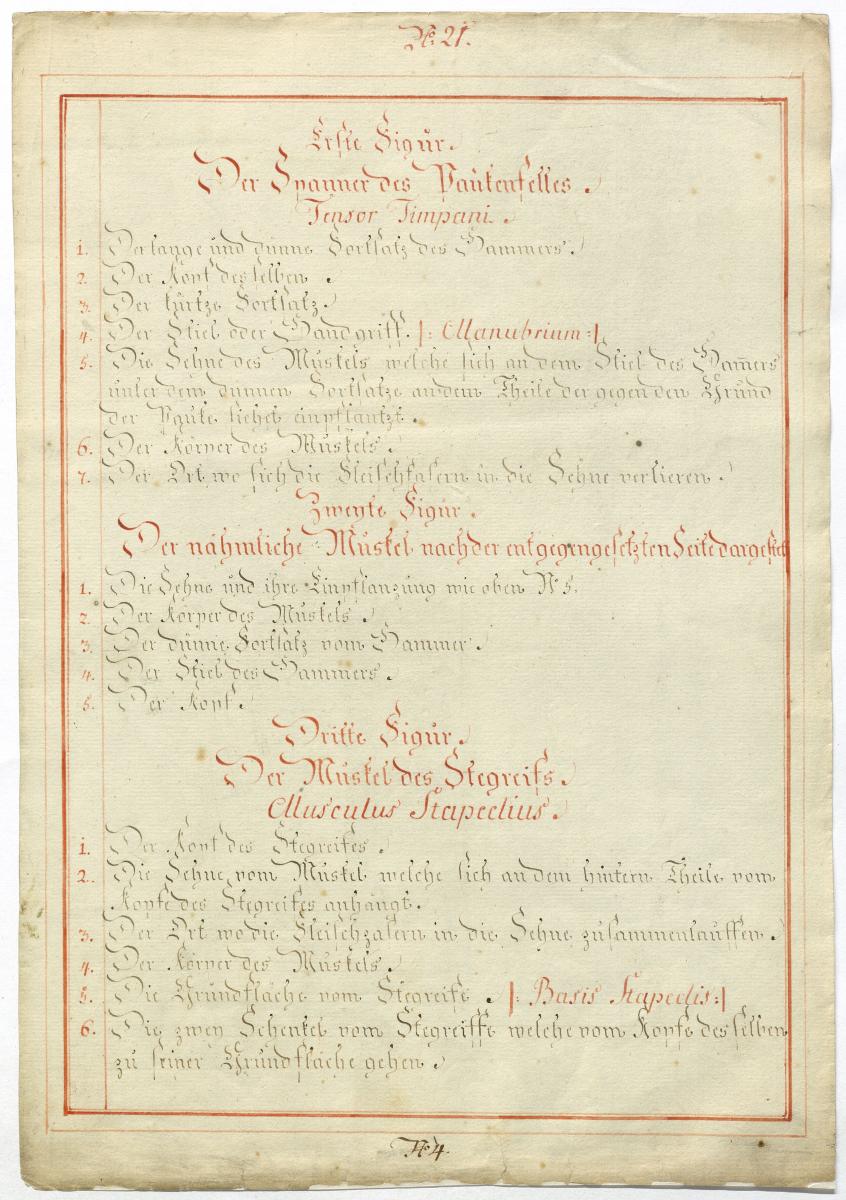 No. 21.
Erste Figur.
Der Spanner des Paukenfelles.
Tensor Timpani.
1. Der lange und dünne Fortsatz des Hammers.
2. Der Kopf desselben.
3. Der kurtze Fortsatz.
4. Der Stiel oder Handgriff. |: Manubrium :|
5. Die Sehne des Muskels welche sich an dem Stiel des Ham̄ers
unter dem dünnen Fortsatze an dem Theile der gegen den Grund
der Pauke siehet einpflantzt.
6. Der Körper des Muskels.
7. Der Ort wo sich die Fleischfasern in die Sehne verlieren.
Zweyte Figur.
Der nähmliche Muskel nach der entgegengesetzten Seite dargestelt
1. Die Sehne und ihre Einpflanzung wie oben No 5.
2. Der Körper des Muskels.
3. Der dünne Fortsatz vom Hammer.
4. Der Stiel des Hammers.
5. Der Kopf.
Dritte Figur.
Der Muskel des Stegreifs.
Musculus Stapedius.
1. Der Kopf des Stegreifes.
2. Die Sehne vom Muskel welche sich an dem hintern Theile vom
Kopfe des Stegreifes anhängt.
3. Der Ort wo die Fleischzasern in die Sehne zusammenlauffen.
4. Der Körper des Muskels.
5. Die Grundfläche vom Stegreife. |: Basis Stapedis :|
6. Die zwey Schenkel vom Stegreiffe welche vom Kopfe desselben
zu seiner Grundfläche gehen.
No 4.